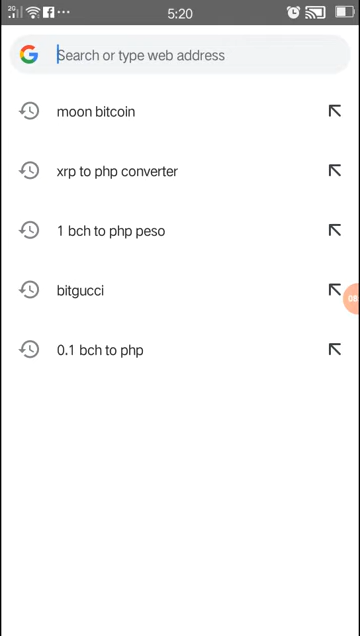 2G
5:20
Search or type web address
moon bitcoin
xrp to php converter
1 bch to php peso
bitgucci
0.1 bch to php